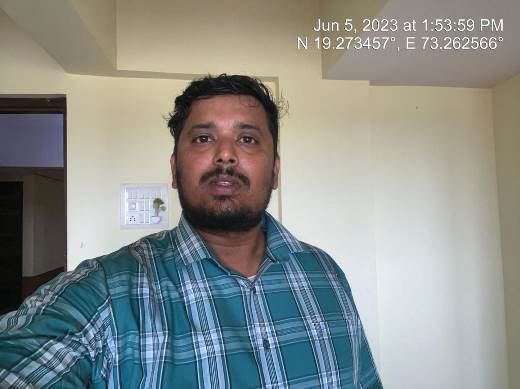 Jun 5, 2023 at 1:53:59 PM
N 19.273457°, E 73.262566°